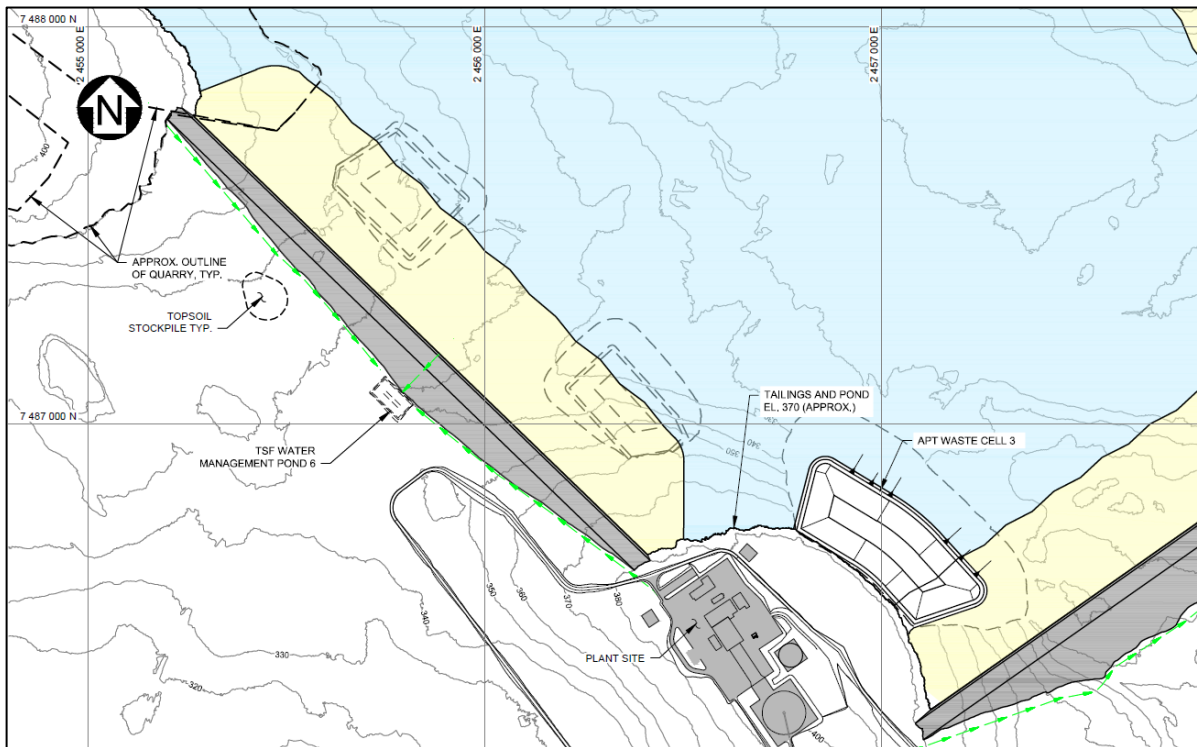 7 488 000 N
2 455 000 E
2 456 000 E
2 457 000 E
N
400
APPROX. OUTLINE
OF QUARRY, TYP.
TOPSOIL
STOCKPILE TYP.
7 487 000 N
TSF WATER
MANAGEMENT POND 6
TAILINGS AND POND
EL. 370 (APPROX.)
APT WASTE CELL 3
340
350
PLANT SITE
340
350
360
370
380
330
320
400